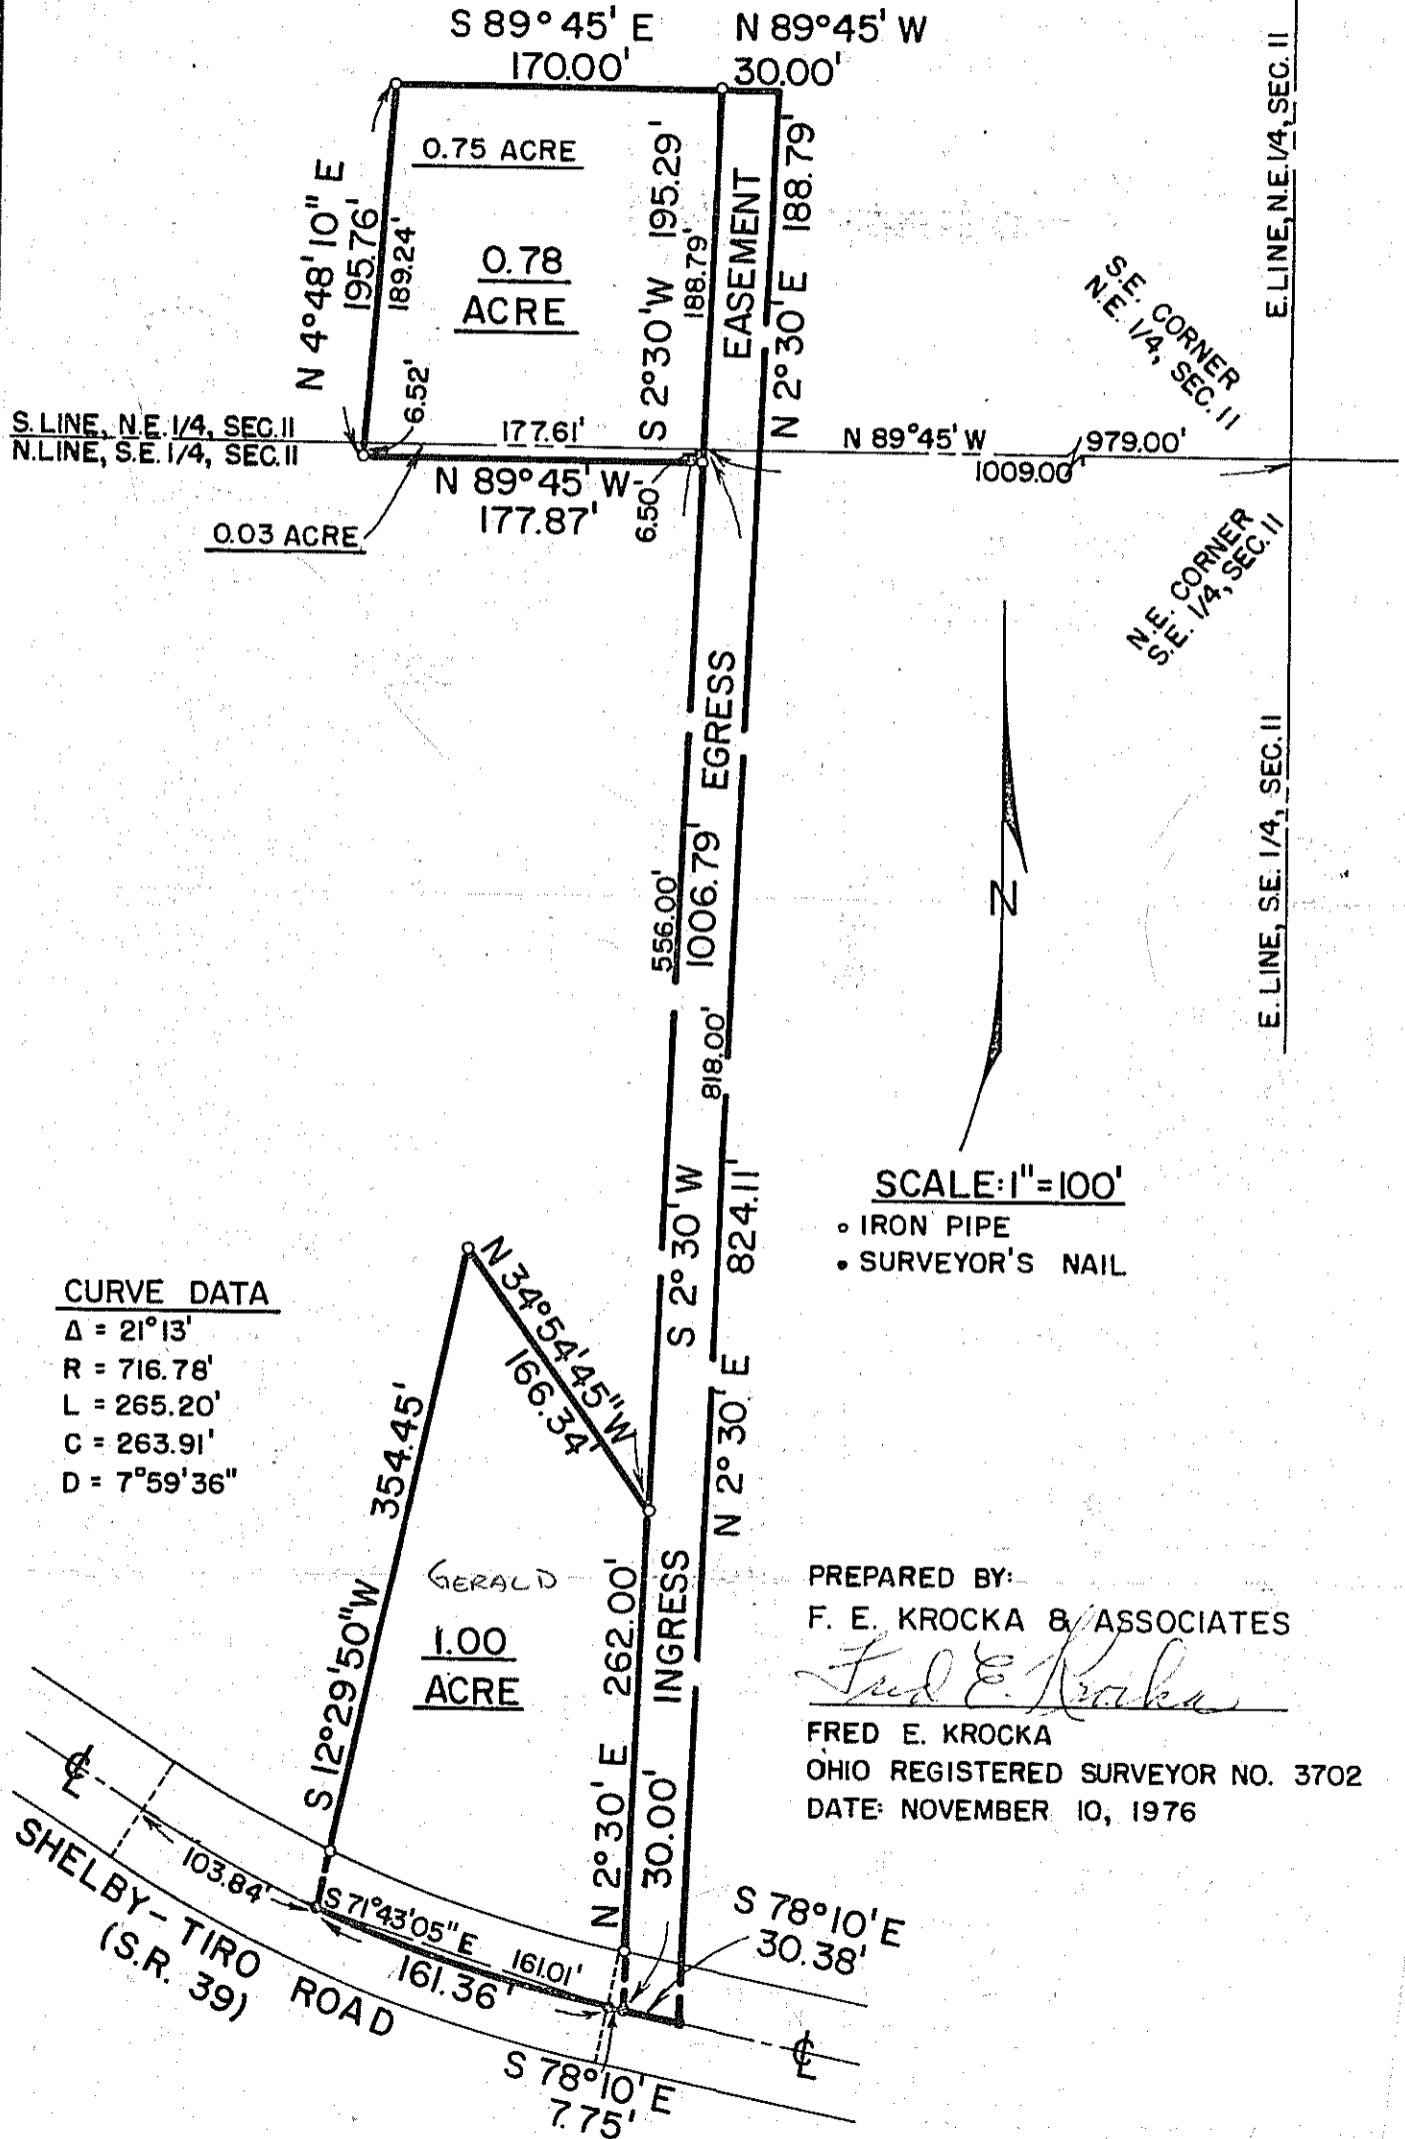 S 89° 45' E
170.00'
N 89°45' W
30.00'
0.75 ACRE
0.78
ACRE
N 4°48'10" E
195.76'
189.24'
6.52'
S 2°30'W 195.29'
188.79'
EASEMENT
N 2°30'E 188.79'
E. LINE, N.E. 1/4, SEC. 11
S.E. CORNER
N.E. 1/4, SEC. 11
S. LINE, N.E. 1/4, SEC. 11
N. LINE, S.E. 1/4, SEC. 11
177.61'
N 89°45' W
177.87'
6.50'
0.03 ACRE
N 89°45' W
979.00'
1009.00'
N.E. CORNER
S.E. 1/4, SEC. 11
E. LINE, S.E. 1/4, SEC. 11
EGRESS
556.00'
1006.79'
818.00'
N
S 2°30' W
824.11'
N 2°30' E
SCALE: 1"=100'
IRON PIPE
SURVEYOR'S NAIL
CURVE DATA
Δ = 21°13'
R = 716.78'
L = 265.20'
C = 263.91'
D = 7°59'36"
N 34°54'45"W
166.34'
354.45'
S 12°29'50"W
GERALD
1.00
ACRE
N 2°30' E 262.00'
INGRESS
30.00'
PREPARED BY:
F. E. KROCKA & ASSOCIATES
Fred E. Krocka
FRED E. KROCKA
OHIO REGISTERED SURVEYOR NO. 3702
DATE: NOVEMBER 10, 1976
℄
103.84'
S 71°43'05"E
161.01'
161.36'
S 78°10'E
30.38'
SHELBY-TIRO ROAD
(S.R. 39)
℄
S 78°10'E
7.75'